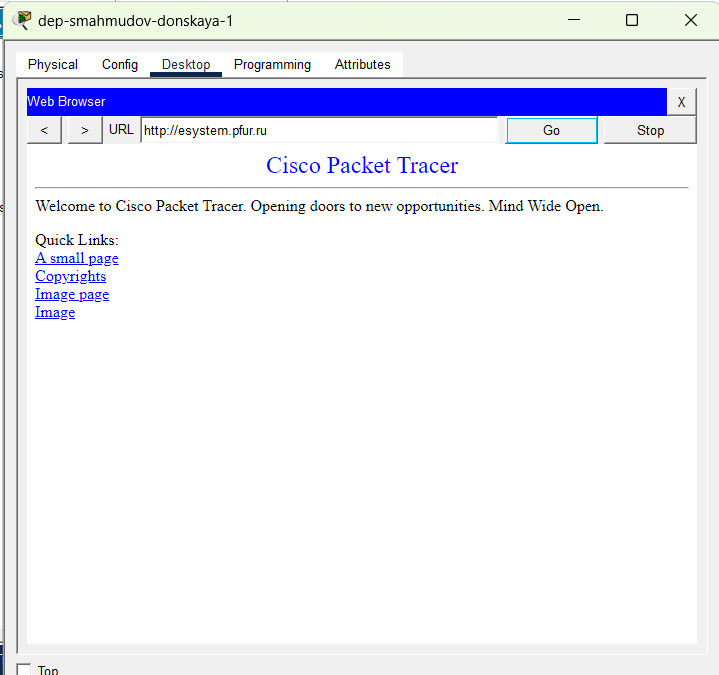 dep-smahmudov-donskaya-1
Physical Config Desktop Programming Attributes
Web Browser X
< > URL http://esystem.pfur.ru Go Stop
Cisco Packet Tracer
Welcome to Cisco Packet Tracer. Opening doors to new opportunities. Mind Wide Open.
Quick Links:
A small page
Copyrights
Image page
Image
Top